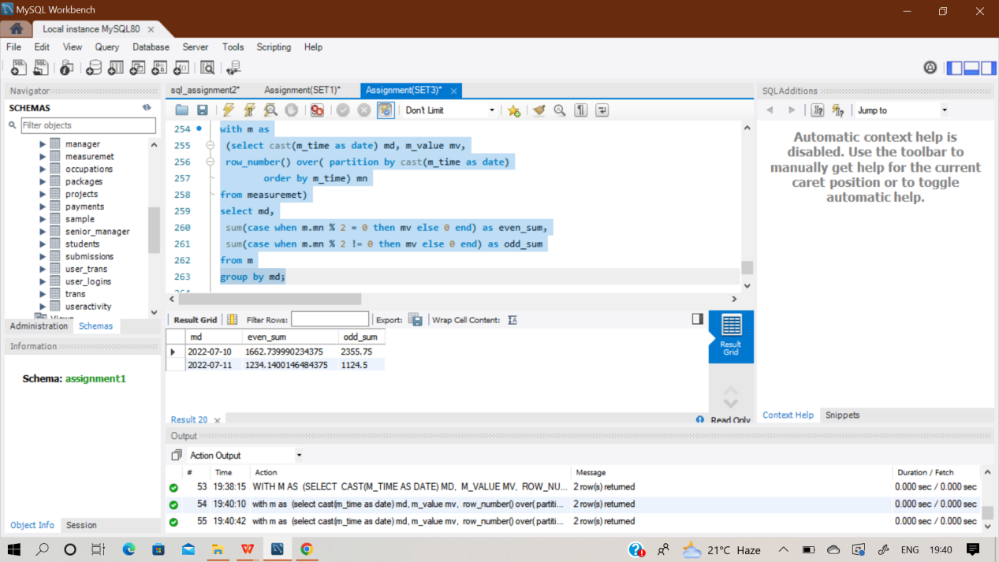 MySQL Workbench
Local instance MySQL80
File Edit View Query Database Server Tools Scripting Help
Navigator
SCHEMAS
Filter objects
manager
measuremet
occupations
packages
projects
payments
sample
senior_manager
students
submissions
user_trans
user_logins
trans
useractivity
Administration Schemas
Information
Schema: assignment1
Object Info Session
sql_assignment2* Assignment(SET1)* Assignment(SET3)*
Don't Limit
254 with m as
255 (select cast(m_time as date) md, m_value mv,
256 row_number() over( partition by cast(m_time as date)
257 order by m_time) mn
258 from measuremet)
259 select md,
260 sum(case when m.mn % 2 = 0 then mv else 0 end) as even_sum,
261 sum(case when m.mn % 2 != 0 then mv else 0 end) as odd_sum
262 from m
263 group by md;
Result Grid Filter Rows: Export: Wrap Cell Content:
md even_sum odd_sum
2022-07-10 1662.739990234375 2355.75
2022-07-11 1234.1400146484375 1124.5
Result Grid
Result 20
Read Only
SQLAdditions
Jump to
Automatic context help is
disabled. Use the toolbar to
manually get help for the current
caret position or to toggle
automatic help.
Context Help Snippets
Output
Action Output
# Time Action Message Duration / Fetch
53 19:38:15 WITH M AS (SELECT CAST(M_TIME AS DATE) MD, M_VALUE MV, ROW_NU... 2 row(s) returned 0.000 sec / 0.000 sec
54 19:40:10 with m as (select cast(m_time as date) md, m_value mv, row_number() over( partiti... 2 row(s) returned 0.000 sec / 0.000 sec
55 19:40:42 with m as (select cast(m_time as date) md, m_value mv, row_number() over( partiti... 2 row(s) returned 0.000 sec / 0.000 sec
21°C Haze ENG 19:40